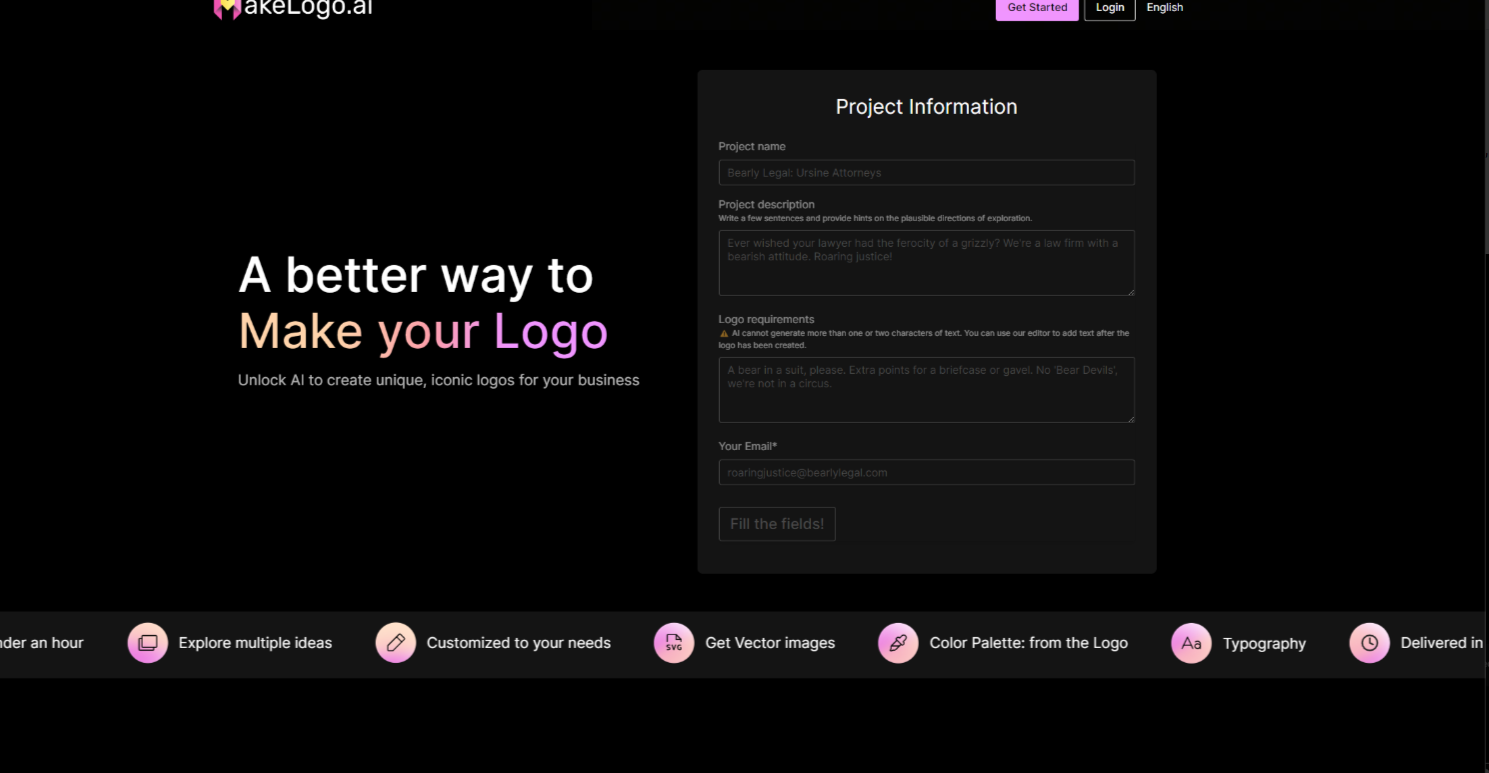 akeLogo.ai
Get Started
Login
English
A better way to
Make your Logo
Unlock AI to create unique, iconic logos for your business
Project Information
Project name
Bearly Legal: Ursine Attorneys
Project description
Write a few sentences and provide hints on the plausible directions of exploration.
Ever wished your lawyer had the ferocity of a grizzly? We're a law firm with a
bearish attitude. Roaring justice!
Logo requirements
⚠ AI cannot generate more than one or two characters of text. You can use our editor to add text after the
logo has been created.
A bear in a suit, please. Extra points for a briefcase or gavel. No 'Bear Devils',
we're not in a circus.
Your Email*
roaringjustice@bearlylegal.com
Fill the fields!
nder an hour
Explore multiple ideas
Customized to your needs
SVG
Get Vector images
Color Palette: from the Logo
Aa
Typography
Delivered in